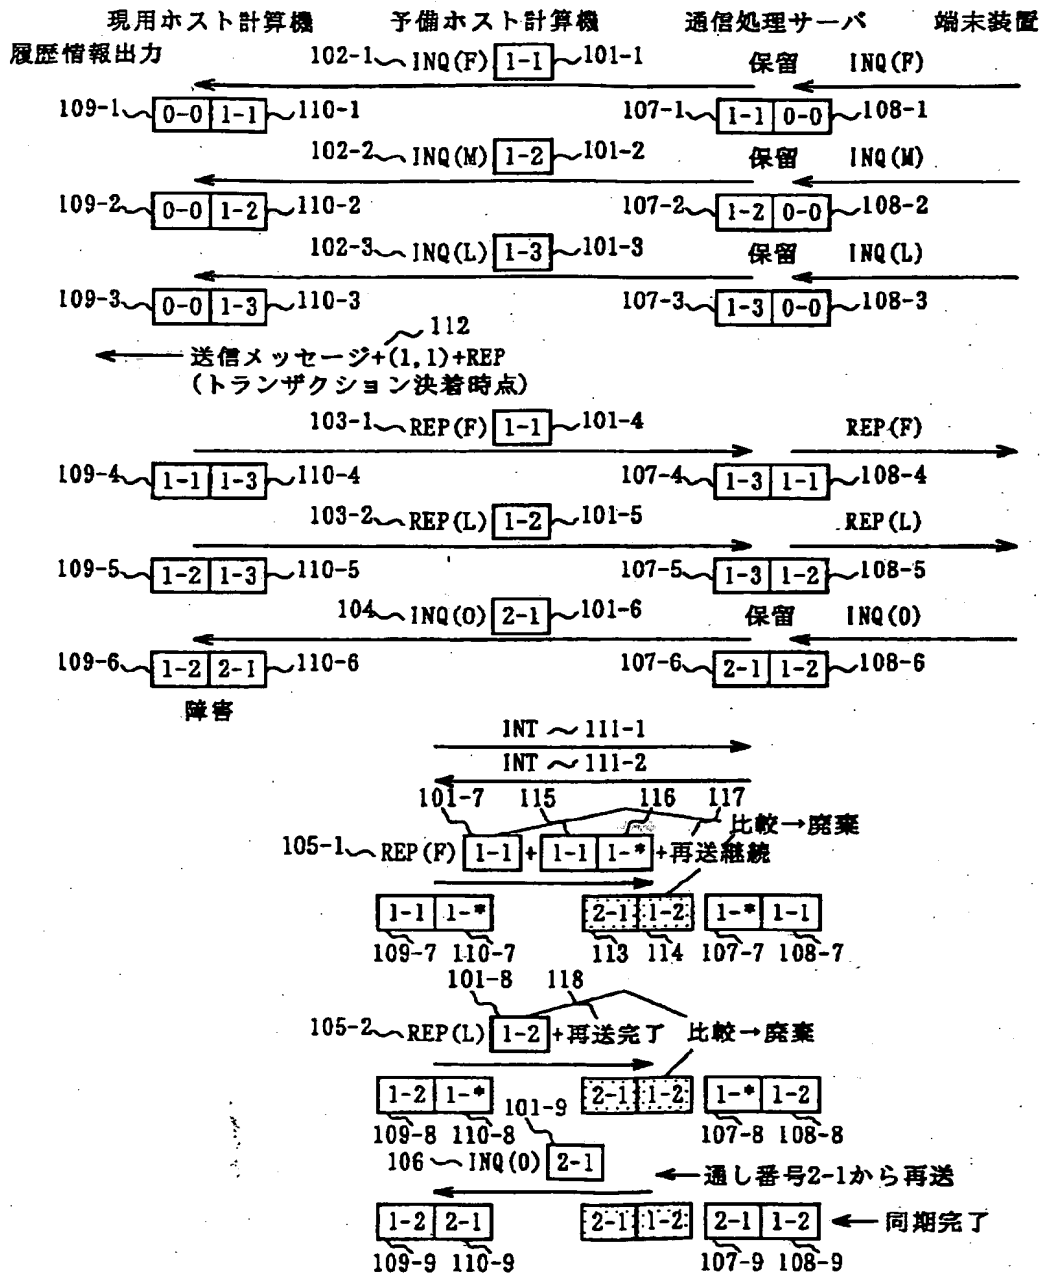 現用ホスト計算機 予備ホスト計算機 通信処理サーバ 端末装置
履歴情報出力
102-1 INQ(F) 1-1 101-1 保留 INQ(F)
109-1 0-0 1-1 110-1 107-1 1-1 0-0 108-1
102-2 INQ(M) 1-2 101-2 保留 INQ(M)
109-2 0-0 1-2 110-2 107-2 1-2 0-0 108-2
102-3 INQ(L) 1-3 101-3 保留 INQ(L)
109-3 0-0 1-3 110-3 107-3 1-3 0-0 108-3
112
送信メッセージ+(1,1)+REP
(トランザクション決着時点)
103-1 REP(F) 1-1 101-4 REP(F)
109-4 1-1 1-3 110-4 107-4 1-3 1-1 108-4
103-2 REP(L) 1-2 101-5 REP(L)
109-5 1-2 1-3 110-5 107-5 1-3 1-2 108-5
104 INQ(O) 2-1 101-6 保留 INQ(O)
109-6 1-2 2-1 110-6 107-6 2-1 1-2 108-6
障害
INT 111-1
INT 111-2
101-7 115 116 117
比較→廃棄
105-1 REP(F) 1-1 + 1-1 1-* +再送継続
1-1 1-* 2-1 1-2 1-* 1-1
109-7 110-7 113 114 107-7 108-7
101-8 118
105-2 REP(L) 1-2 +再送完了 比較→廃棄
1-2 1-* 2-1 1-2 1-* 1-2
101-9
109-8 110-8 107-8 108-8
106 INQ(O) 2-1 ←通し番号2-1から再送
1-2 2-1 2-1 1-2 2-1 1-2 ←同期完了
109-9 110-9 107-9 108-9